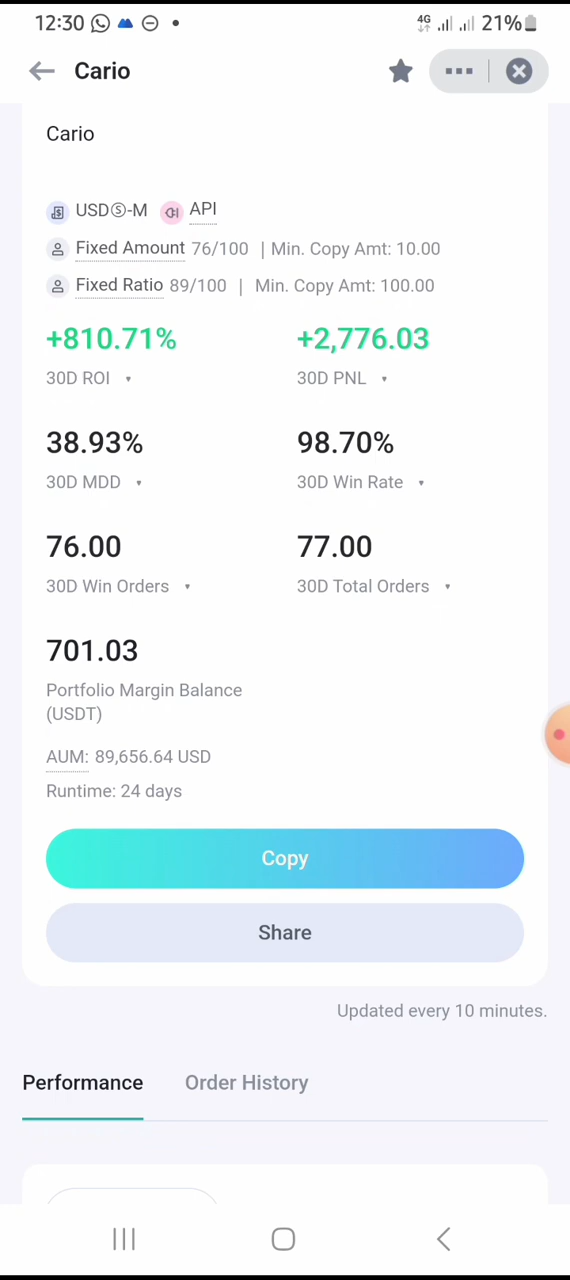 12:30 4G 21%
Cario
Cario
USDⓈ-M API
Fixed Amount 76/100 | Min. Copy Amt: 10.00
Fixed Ratio 89/100 | Min. Copy Amt: 100.00
+810.71% +2,776.03
30D ROI 30D PNL
38.93% 98.70%
30D MDD 30D Win Rate
76.00 77.00
30D Win Orders 30D Total Orders
701.03
Portfolio Margin Balance
(USDT)
AUM: 89,656.64 USD
Runtime: 24 days
Copy
Share
Updated every 10 minutes.
Performance Order History